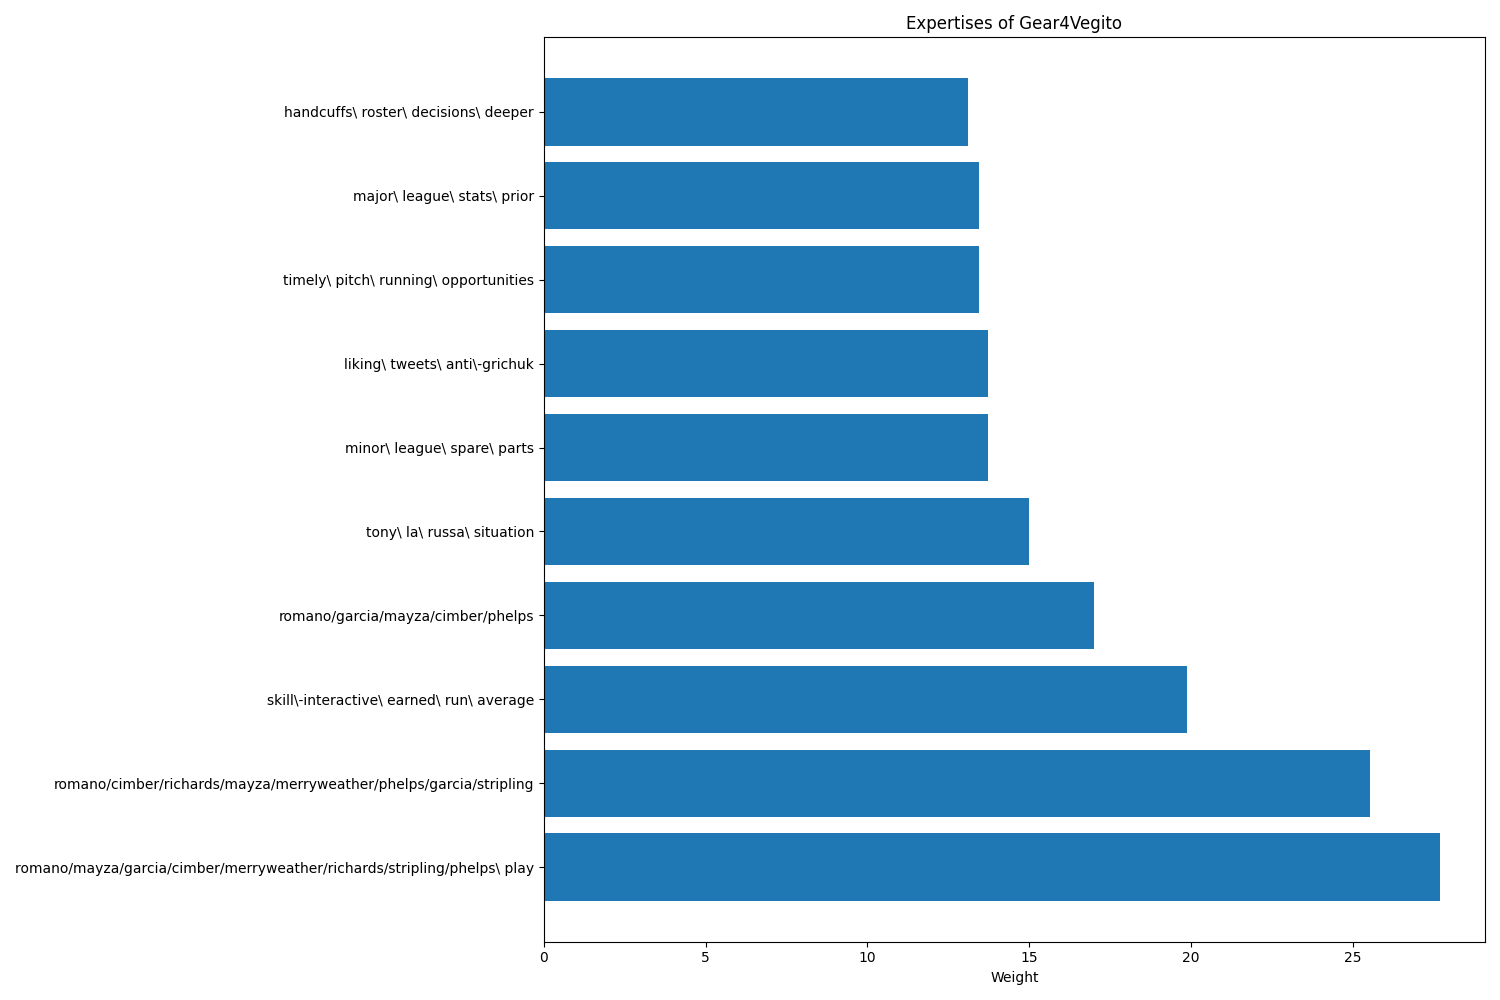 Expertises of Gear4Vegito
handcuffs\ roster\ decisions\ deeper
major\ league\ stats\ prior
timely\ pitch\ running\ opportunities
liking\ tweets\ anti\-grichuk
minor\ league\ spare\ parts
tony\ la\ russa\ situation
romano/garcia/mayza/cimber/phelps
skill\-interactive\ earned\ run\ average
romano/cimber/richards/mayza/merryweather/phelps/garcia/stripling
romano/mayza/garcia/cimber/merryweather/richards/stripling/phelps\ play
0 5 10 15 20 25
Weight